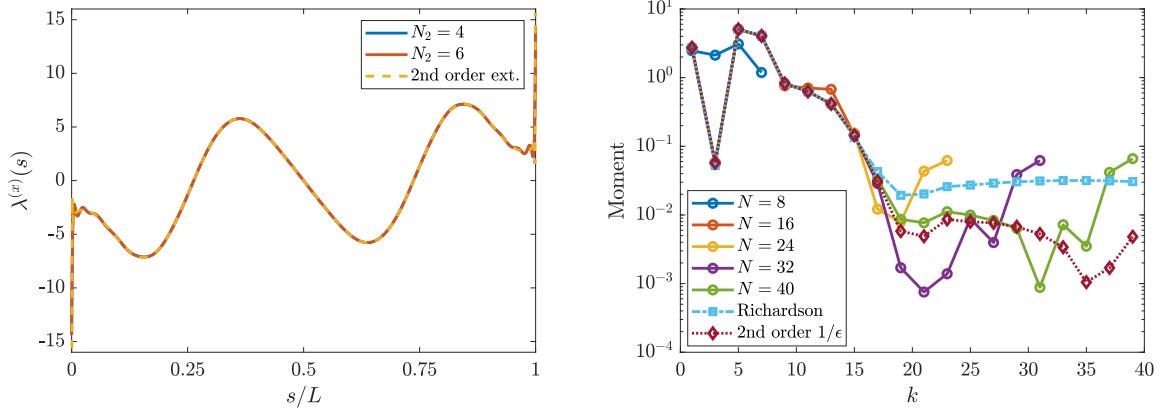 15
10
5
0
-5
-10
-15
0
0.25
0.5
0.75
1
λ^(x)(s)
s/L
N₂ = 4
N₂ = 6
2nd order ext.
10^1
10^0
10^-1
10^-2
10^-3
10^-4
0
5
10
15
20
25
30
35
40
Moment
k
N = 8
N = 16
N = 24
N = 32
N = 40
Richardson
2nd order 1/ϵ